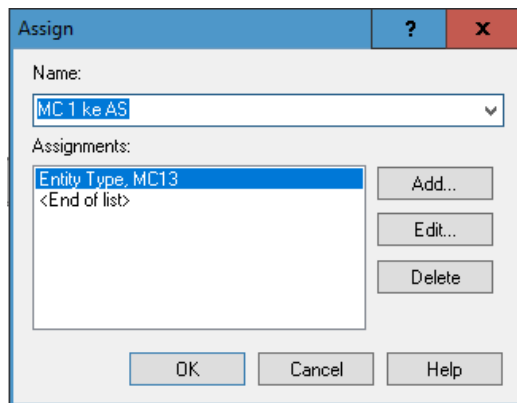 Assign
?
x
Name:
MC 1 ke AS
Assignments:
Entity Type, MC13
<End of list>
Add...
Edit...
Delete
OK
Cancel
Help